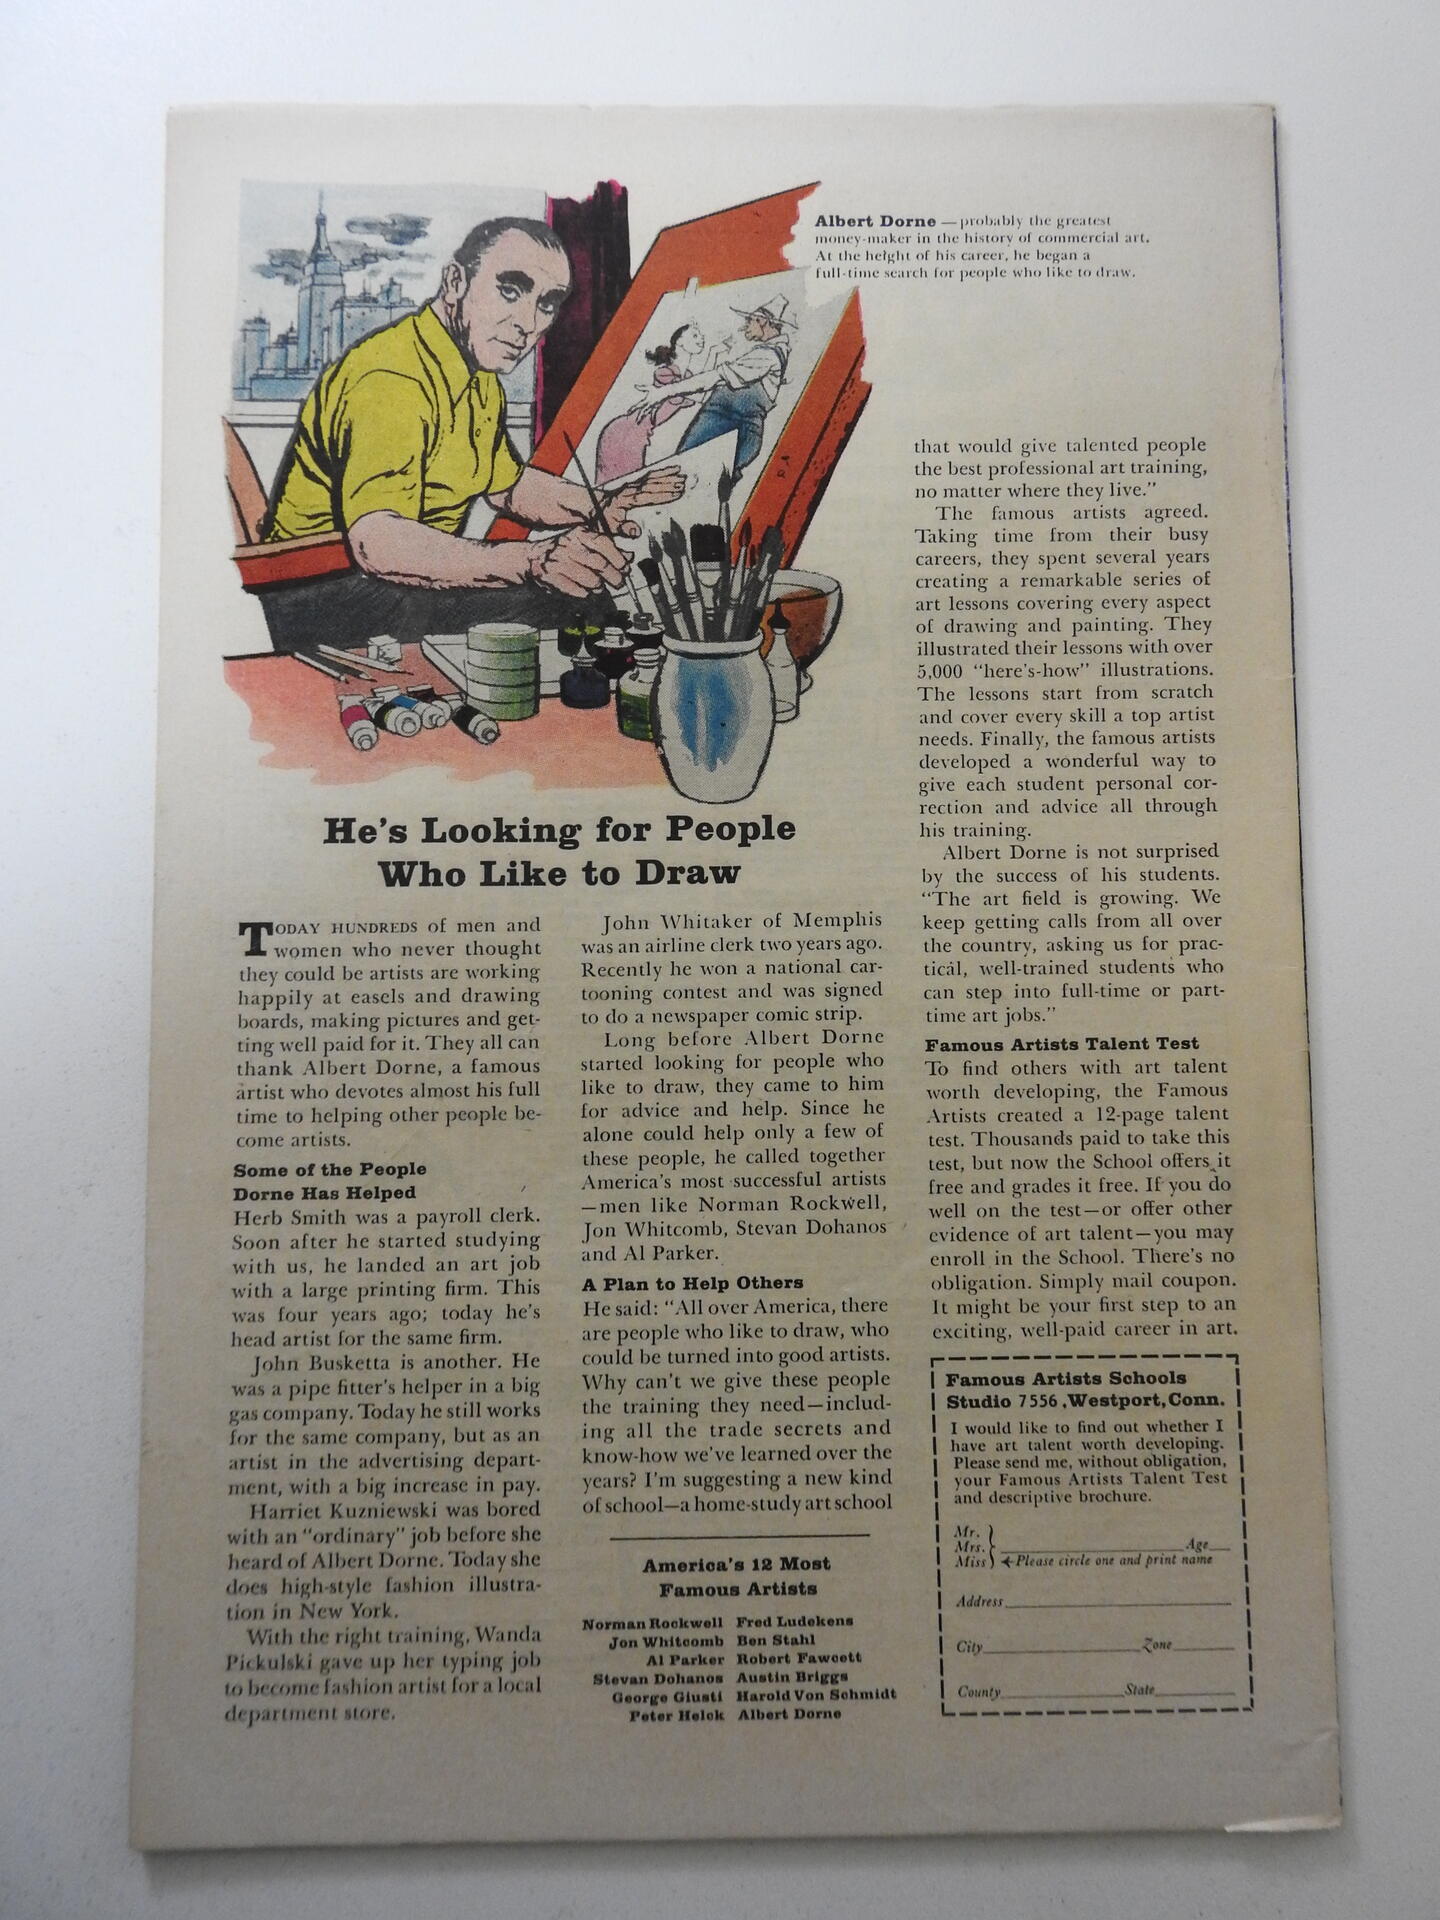 Albert Dorne — probably the greatest
money-maker in the history of commercial art.
At the height of his career, he began a
full-time search for people who like to draw.
He's Looking for People
Who Like to Draw
TODAY HUNDREDS of men and
women who never thought
they could be artists are working
happily at easels and drawing
boards, making pictures and get-
ting well paid for it. They all can
thank Albert Dorne, a famous
artist who devotes almost his full
time to helping other people be-
come artists.
Some of the People
Dorne Has Helped
Herb Smith was a payroll clerk.
Soon after he started studying
with us, he landed an art job
with a large printing firm. This
was four years ago; today he's
head artist for the same firm.
John Busketta is another. He
was a pipe fitter's helper in a big
gas company. Today he still works
for the same company, but as an
artist in the advertising depart-
ment, with a big increase in pay.
Harriet Kuzniewski was bored
with an "ordinary" job before she
heard of Albert Dorne. Today she
does high-style fashion illustra-
tion in New York.
With the right training, Wanda
Pickulski gave up her typing job
to become fashion artist for a local
department store.
John Whitaker of Memphis
was an airline clerk two years ago.
Recently he won a national car-
tooning contest and was signed
to do a newspaper comic strip.
Long before Albert Dorne
started looking for people who
like to draw, they came to him
for advice and help. Since he
alone could help only a few of
these people, he called together
America's most successful artists
—men like Norman Rockwell,
Jon Whitcomb, Stevan Dohanos
and Al Parker.
A Plan to Help Others
He said: "All over America, there
are people who like to draw, who
could be turned into good artists.
Why can't we give these people
the training they need—includ-
ing all the trade secrets and
know-how we've learned over the
years? I'm suggesting a new kind
of school—a home-study art school
America's 12 Most
Famous Artists
Norman Rockwell Fred Ludekens
Jon Whitcomb Ben Stahl
Al Parker Robert Fawcett
Stevan Dohanos Austin Briggs
George Giusti Harold Von Schmidt
Peter Helck Albert Dorne
that would give talented people
the best professional art training,
no matter where they live."
The famous artists agreed.
Taking time from their busy
careers, they spent several years
creating a remarkable series of
art lessons covering every aspect
of drawing and painting. They
illustrated their lessons with over
5,000 "here's-how" illustrations.
The lessons start from scratch
and cover every skill a top artist
needs. Finally, the famous artists
developed a wonderful way to
give each student personal cor-
rection and advice all through
his training.
Albert Dorne is not surprised
by the success of his students.
"The art field is growing. We
keep getting calls from all over
the country, asking us for prac-
tical, well-trained students who
can step into full-time or part-
time art jobs."
Famous Artists Talent Test
To find others with art talent
worth developing, the Famous
Artists created a 12-page talent
test. Thousands paid to take this
test, but now the School offers it
free and grades it free. If you do
well on the test—or offer other
evidence of art talent—you may
enroll in the School. There's no
obligation. Simply mail coupon.
It might be your first step to an
exciting, well-paid career in art.
Famous Artists Schools
Studio 7556, Westport, Conn.
I would like to find out whether I
have art talent worth developing.
Please send me, without obligation,
your Famous Artists Talent Test
and descriptive brochure.
Mr.
Mrs. Age
Miss Please circle one and print name
Address
City Zone
County State